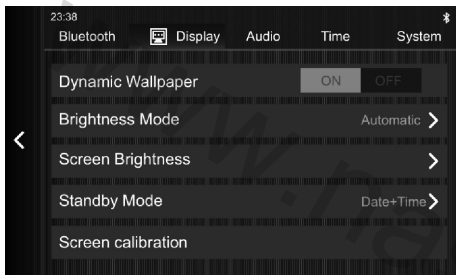 23:38
Bluetooth Display Audio Time System
Dynamic Wallpaper ON OFF
Brightness Mode Automatic
Screen Brightness
Standby Mode Date+Time
Screen calibration